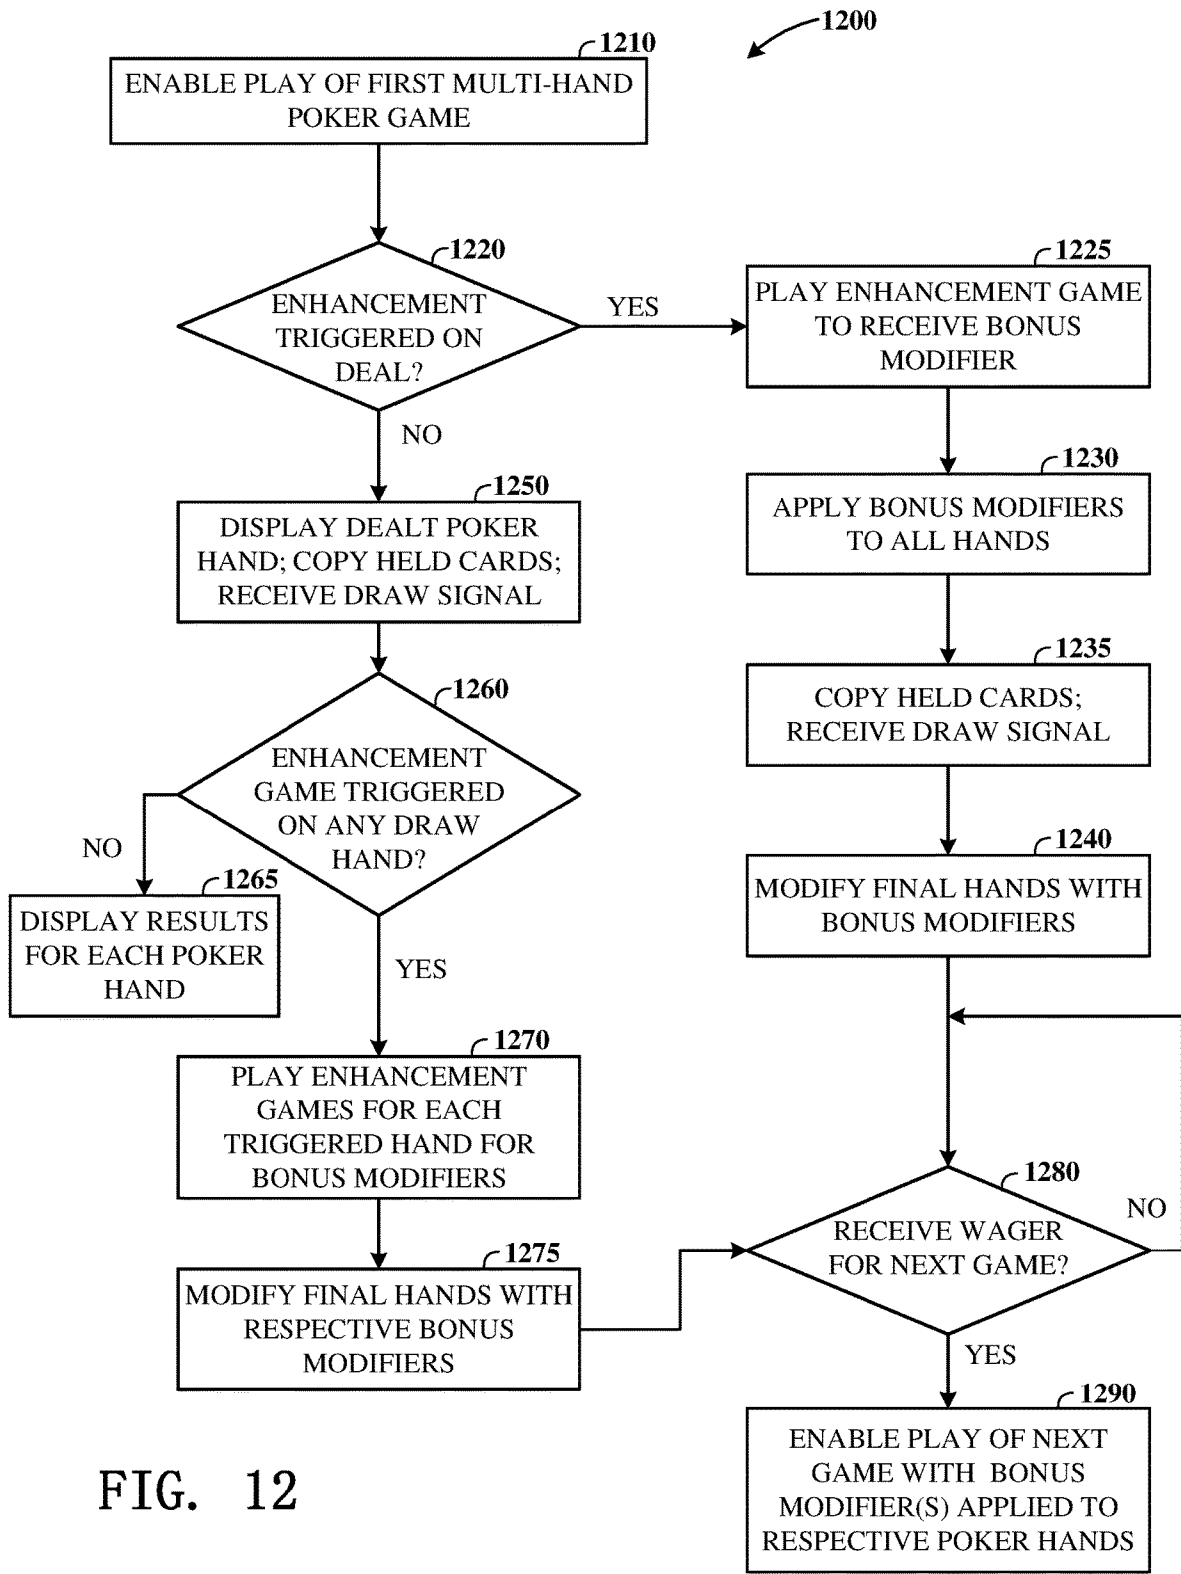 1200
1210
ENABLE PLAY OF FIRST MULTI-HAND
POKER GAME
1220
ENHANCEMENT
TRIGGERED ON
DEAL?
YES
NO
1225
PLAY ENHANCEMENT GAME
TO RECEIVE BONUS
MODIFIER
1230
APPLY BONUS MODIFIERS
TO ALL HANDS
1235
COPY HELD CARDS;
RECEIVE DRAW SIGNAL
1240
MODIFY FINAL HANDS WITH
BONUS MODIFIERS
1250
DISPLAY DEALT POKER
HAND; COPY HELD CARDS;
RECEIVE DRAW SIGNAL
1260
ENHANCEMENT
GAME TRIGGERED
ON ANY DRAW
HAND?
NO
YES
1265
DISPLAY RESULTS
FOR EACH POKER
HAND
1270
PLAY ENHANCEMENT
GAMES FOR EACH
TRIGGERED HAND FOR
BONUS MODIFIERS
1275
MODIFY FINAL HANDS WITH
RESPECTIVE BONUS
MODIFIERS
1280
RECEIVE WAGER
FOR NEXT GAME?
NO
YES
1290
ENABLE PLAY OF NEXT
GAME WITH BONUS
MODIFIER(S) APPLIED TO
RESPECTIVE POKER HANDS
FIG. 12